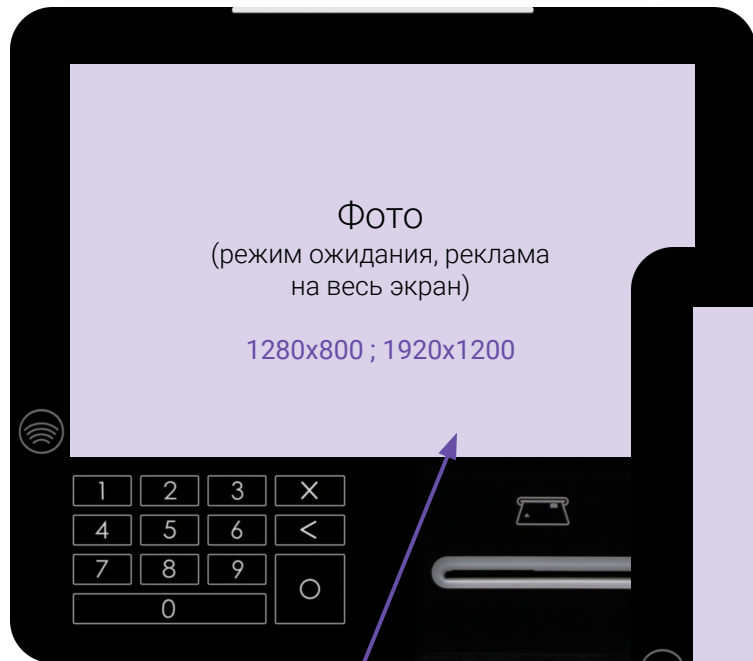 Фото
(режим ожидания, реклама
на весь экран)
1280x800 ; 1920x1200
1 2 3 X
4 5 6 <
7 8 9 O
0